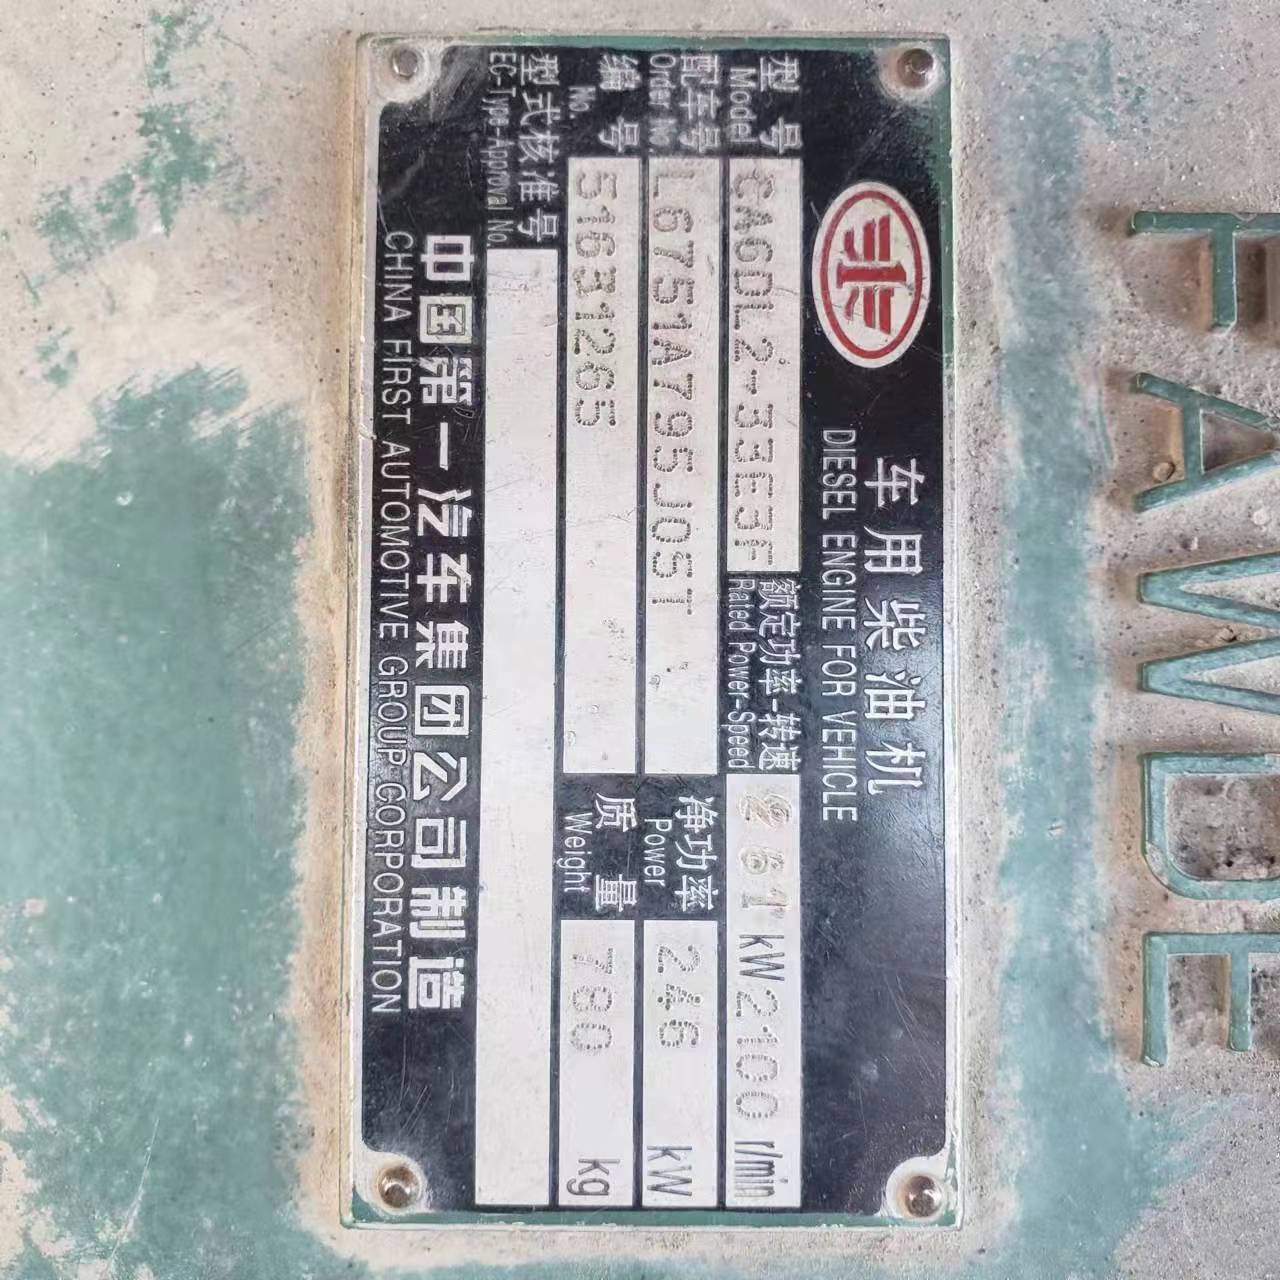 车用柴油机
DIESEL ENGINE FOR VEHICLE
型号 CA6DL2-33E3F 额定功率-转速 261 kW 2100 r/min
Model Rated Power-Speed
配车号 L6751A795J051 净功率 246 kW
Order No Power
编号 51631265 质量 780 kg
No. Weight
型式核准号
EC-Type-Approval No.
中国第一汽车集团公司制造
CHINA FIRST AUTOMOTIVE GROUP CORPORATION
FAWDE